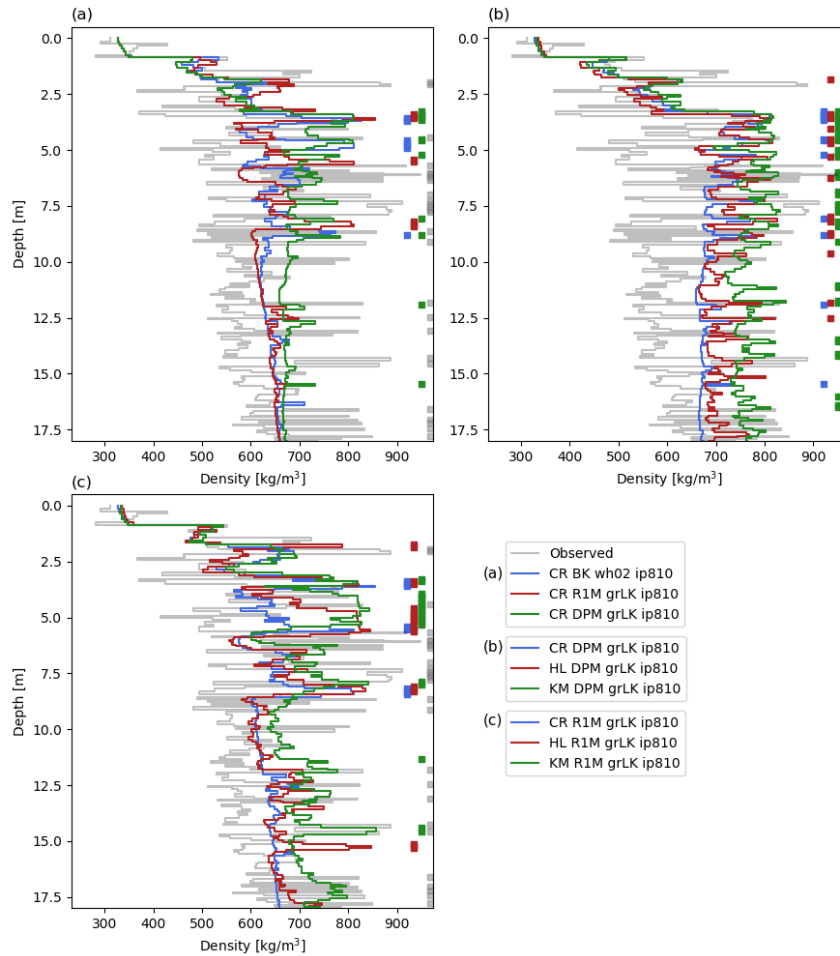 (a)
(b)
0.0
2.5
5.0
7.5
10.0
12.5
15.0
17.5
Depth [m]
300 400 500 600 700 800 900
Density [kg/m³]
0.0
2.5
5.0
7.5
10.0
12.5
15.0
17.5
300 400 500 600 700 800 900
Density [kg/m³]
(c)
0.0
2.5
5.0
7.5
10.0
12.5
15.0
17.5
Depth [m]
300 400 500 600 700 800 900
Density [kg/m³]
Observed
(a)
CR BK wh02 ip810
CR R1M grLK ip810
CR DPM grLK ip810
(b)
CR DPM grLK ip810
HL DPM grLK ip810
KM DPM grLK ip810
(c)
CR R1M grLK ip810
HL R1M grLK ip810
KM R1M grLK ip810